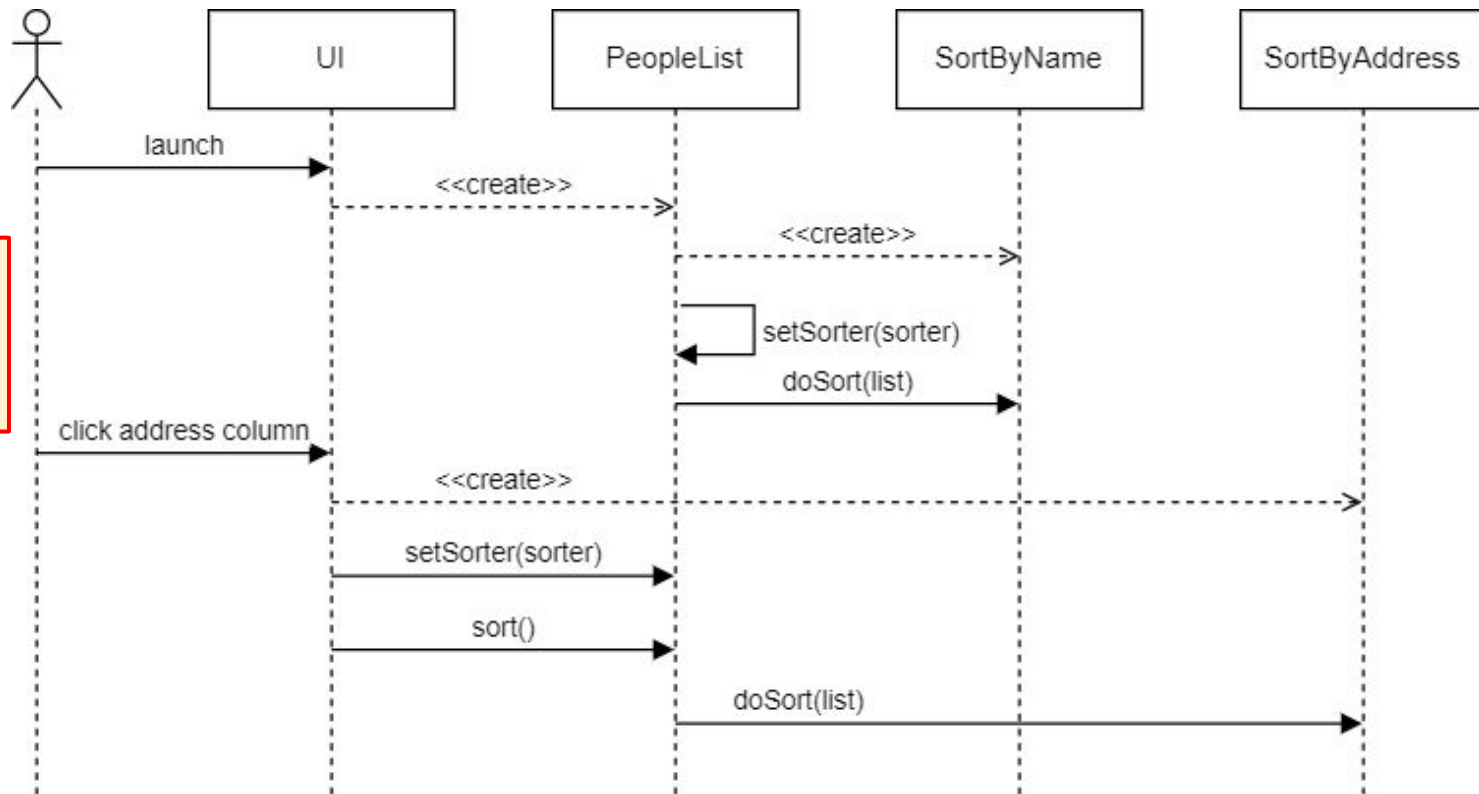 UI
PeopleList
SortByName
SortByAddress
launch
<<create>>
<<create>>
setSorter(sorter)
doSort(list)
click address column
<<create>>
setSorter(sorter)
sort()
doSort(list)